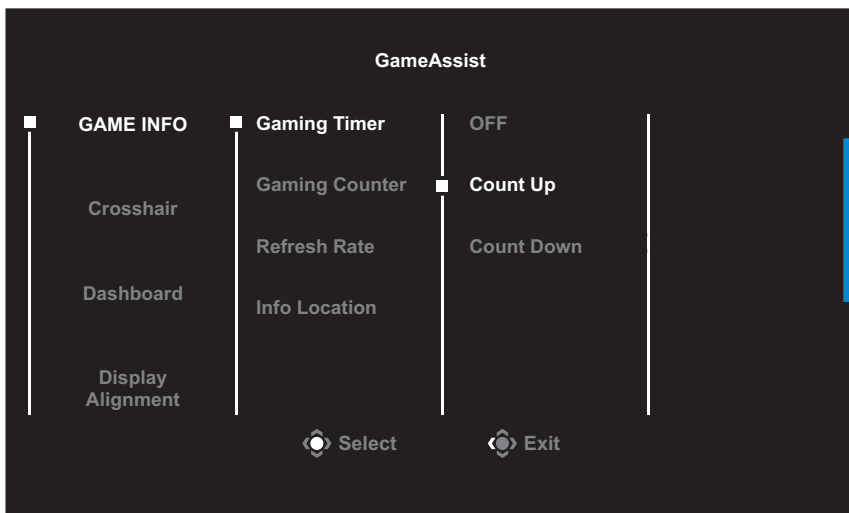 GameAssist
GAME INFO
Crosshair
Dashboard
Display
Alignment
Gaming Timer
Gaming Counter
Refresh Rate
Info Location
OFF
Count Up
Count Down
Select
Exit